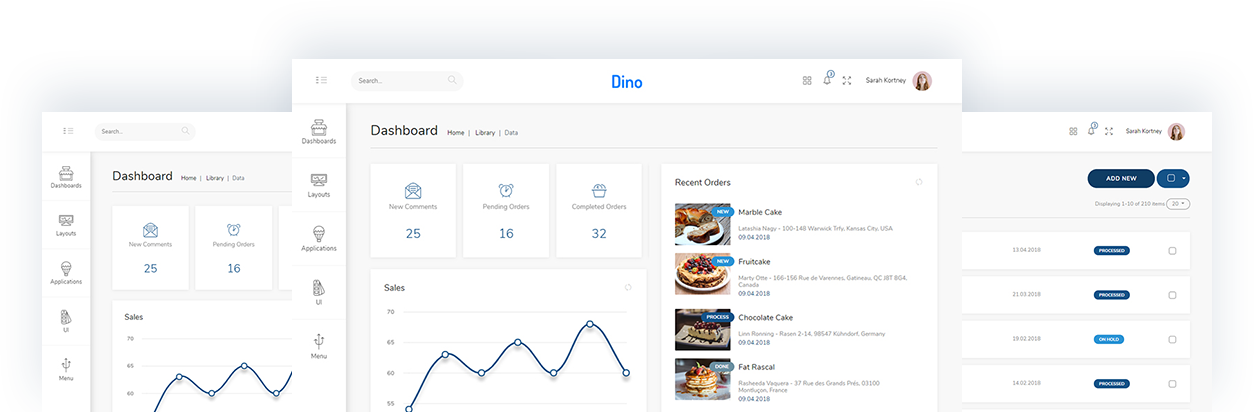 Dino
Search...
3
Sarah Kortney
Dashboards
Layouts
Applications
UI
Menu
Dashboard Home | Library | Data
New Comments
25
Pending Orders
16
Completed Orders
32
Sales
70
65
60
55
Recent Orders
NEW
Marble Cake
Latashia Nagy - 100-148 Warwick Trfy, Kansas City, USA
09.04.2018
NEW
Fruitcake
Marty Otte - 166-156 Rue de Varennes, Gatineau, QC J8T 8G4,
Canada
09.04.2018
PROCESS
Chocolate Cake
Linn Ronning - Rasen 2-14, 98547 Kühndorf, Germany
09.04.2018
DONE
Fat Rascal
Rasheeda Vaquera - 37 Rue des Grands Prés, 03100
Montluçon, France
09.04.2018
Search...
Dashboards
Layouts
Applications
UI
Menu
Dashboard Home | Library | Data
New Comments
25
Pending Orders
16
Sales
70
65
60
3
Sarah Kortney
ADD NEW
Displaying 1-10 of 210 items 20
13.04.2018 PROCESSED
21.03.2018 PROCESSED
19.02.2018 ON HOLD
14.02.2018 PROCESSED